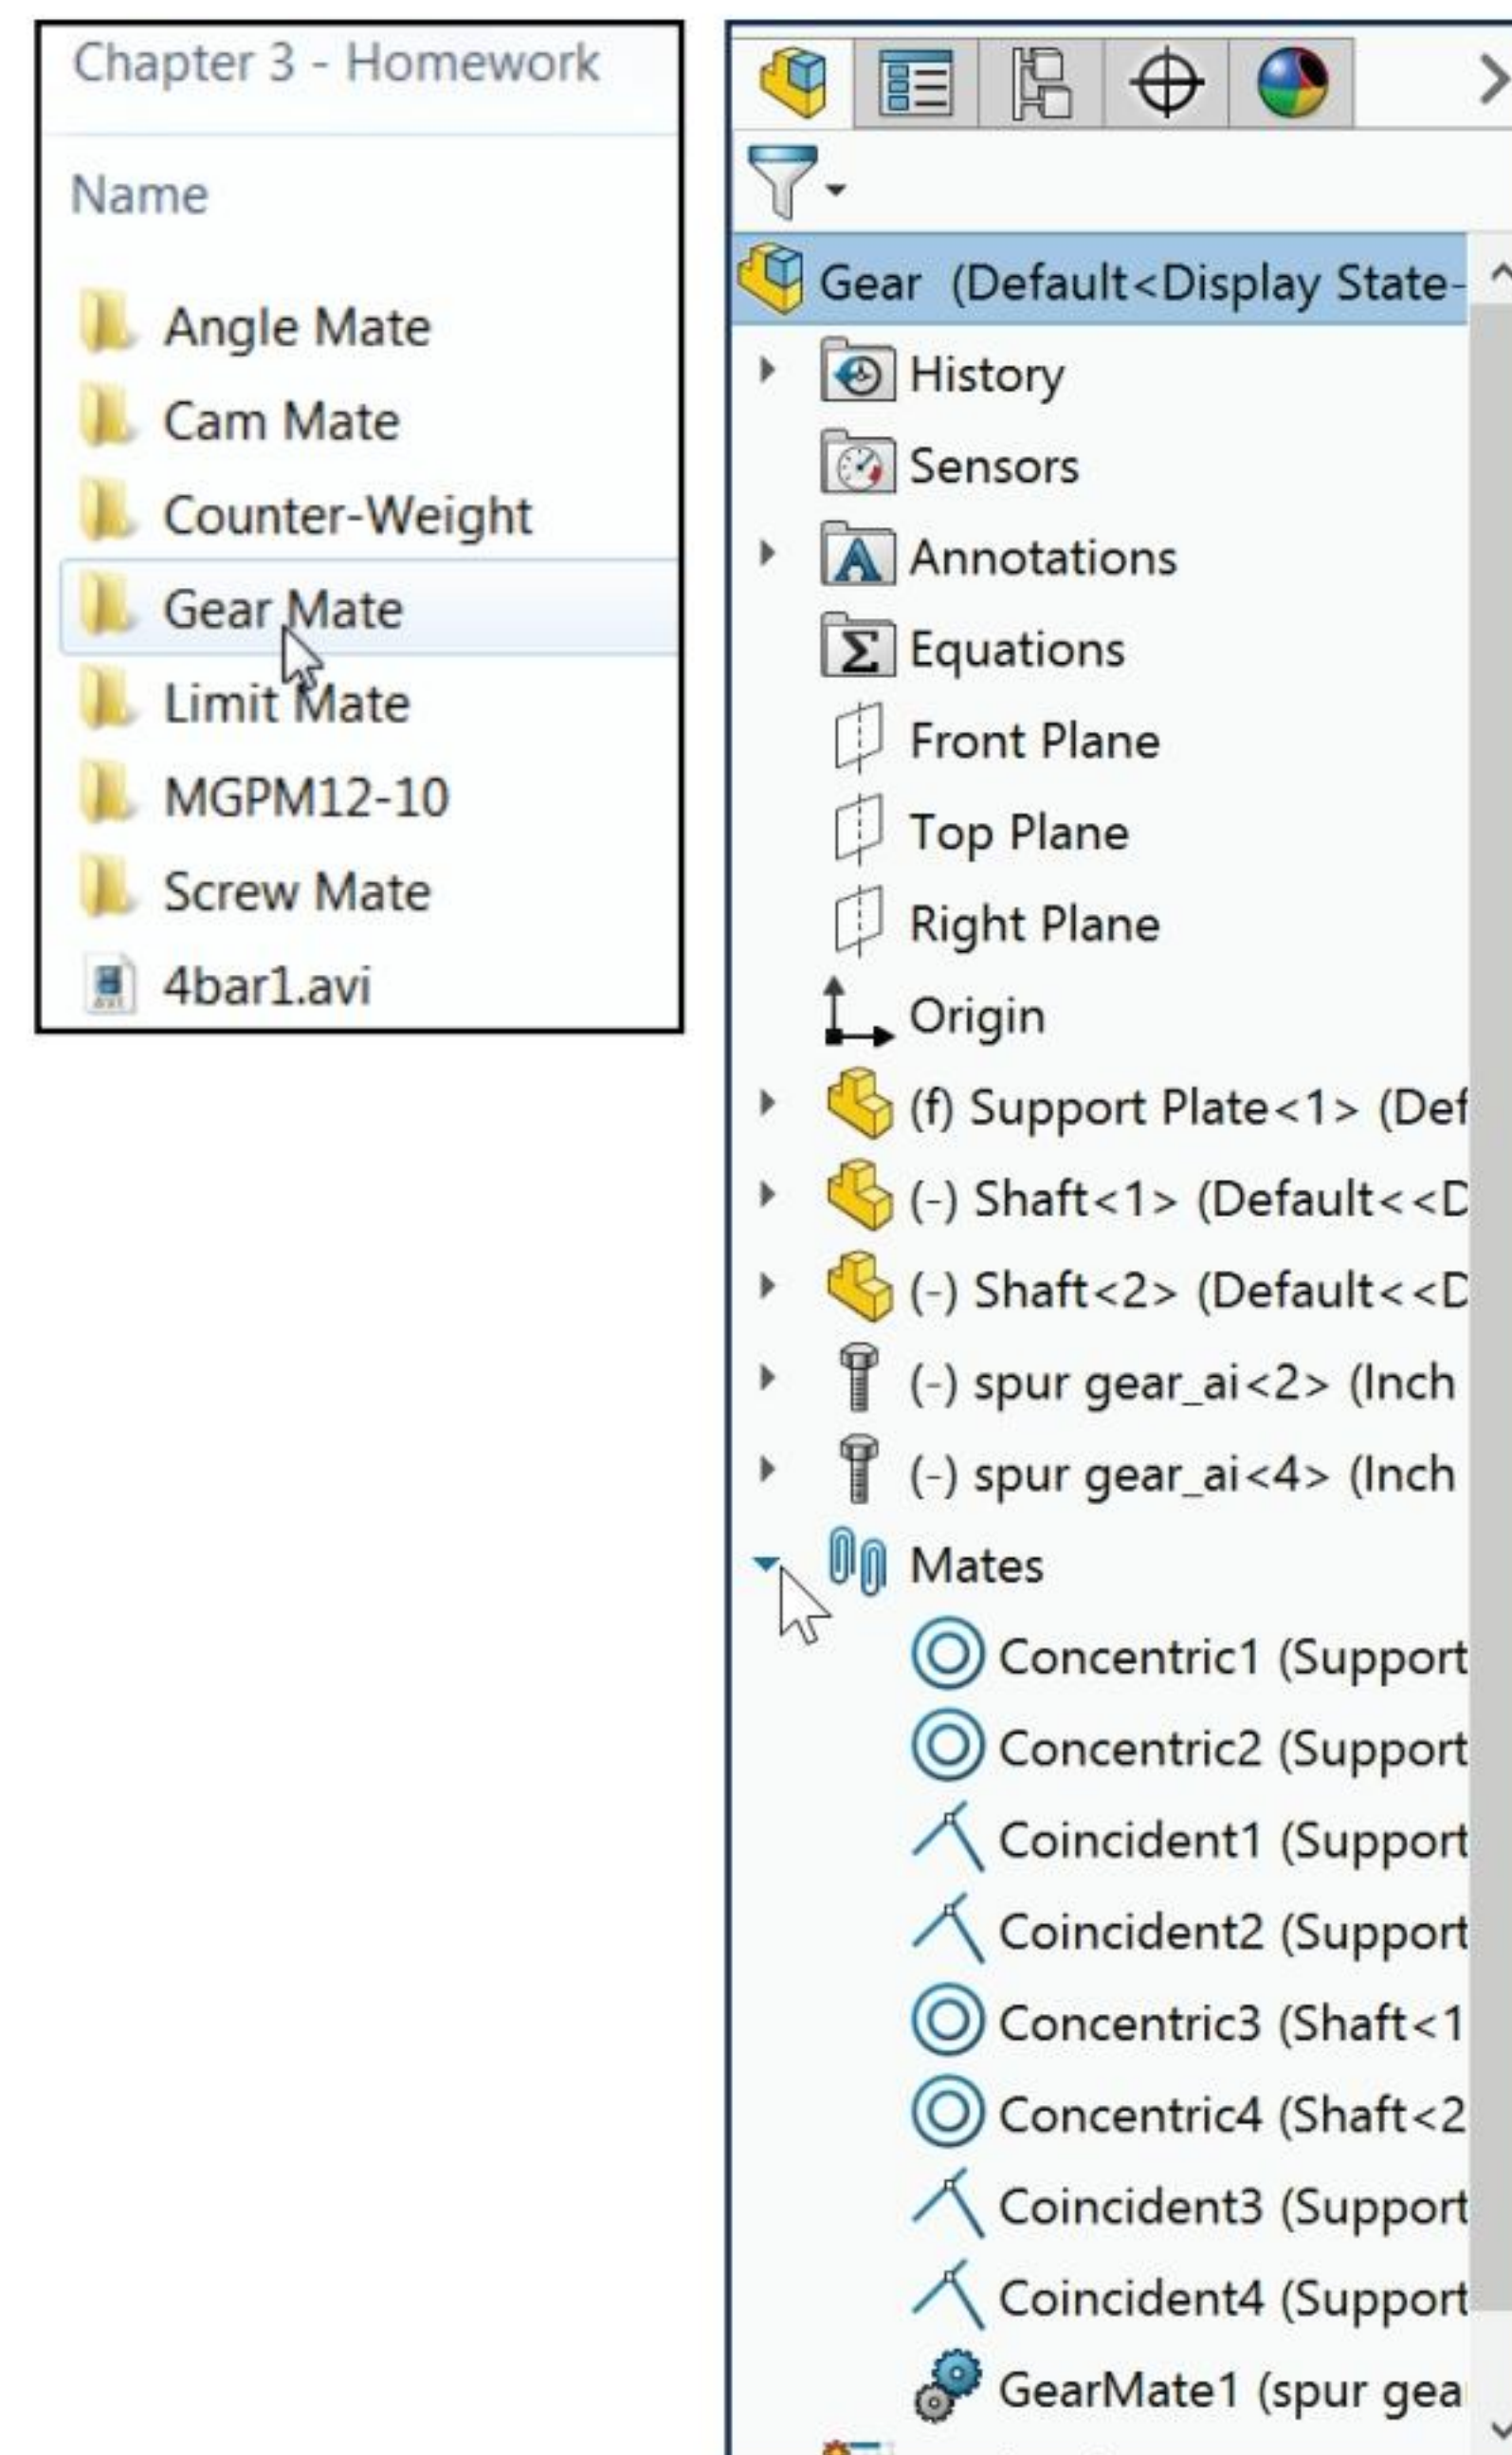 Chapter 3 - Homework
Name
Angle Mate
Cam Mate
Counter-Weight
Gear Mate
Limit Mate
MGPM12-10
Screw Mate
4bar1.avi
Gear (Default<Display State-
History
Sensors
Annotations
Equations
Front Plane
Top Plane
Right Plane
Origin
(f) Support Plate<1> (Def
(-) Shaft<1> (Default<<D
(-) Shaft<2> (Default<<D
(-) spur gear_ai<2> (Inch
(-) spur gear_ai<4> (Inch
Mates
Concentric1 (Support
Concentric2 (Support
Coincident1 (Support
Coincident2 (Support
Concentric3 (Shaft<1
Concentric4 (Shaft<2
Coincident3 (Support
Coincident4 (Support
GearMate1 (spur gea